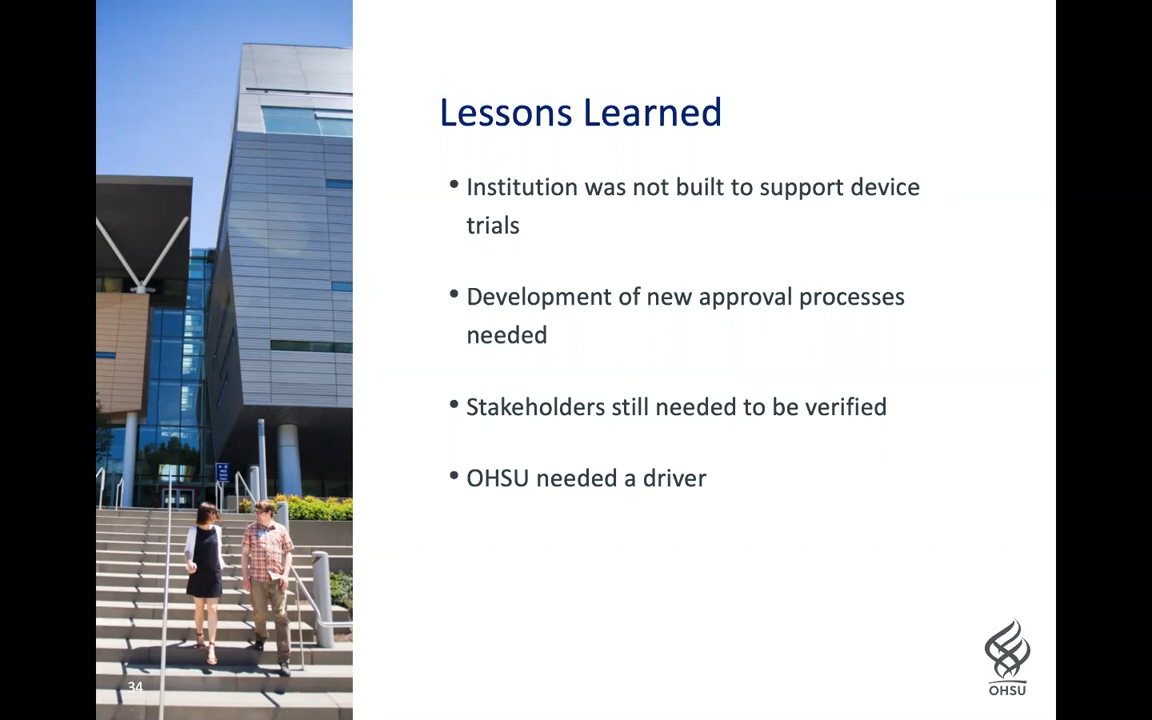 Lessons Learned
• Institution was not built to support device
trials
• Development of new approval processes
needed
• Stakeholders still needed to be verified
• OHSU needed a driver
34
OHSU